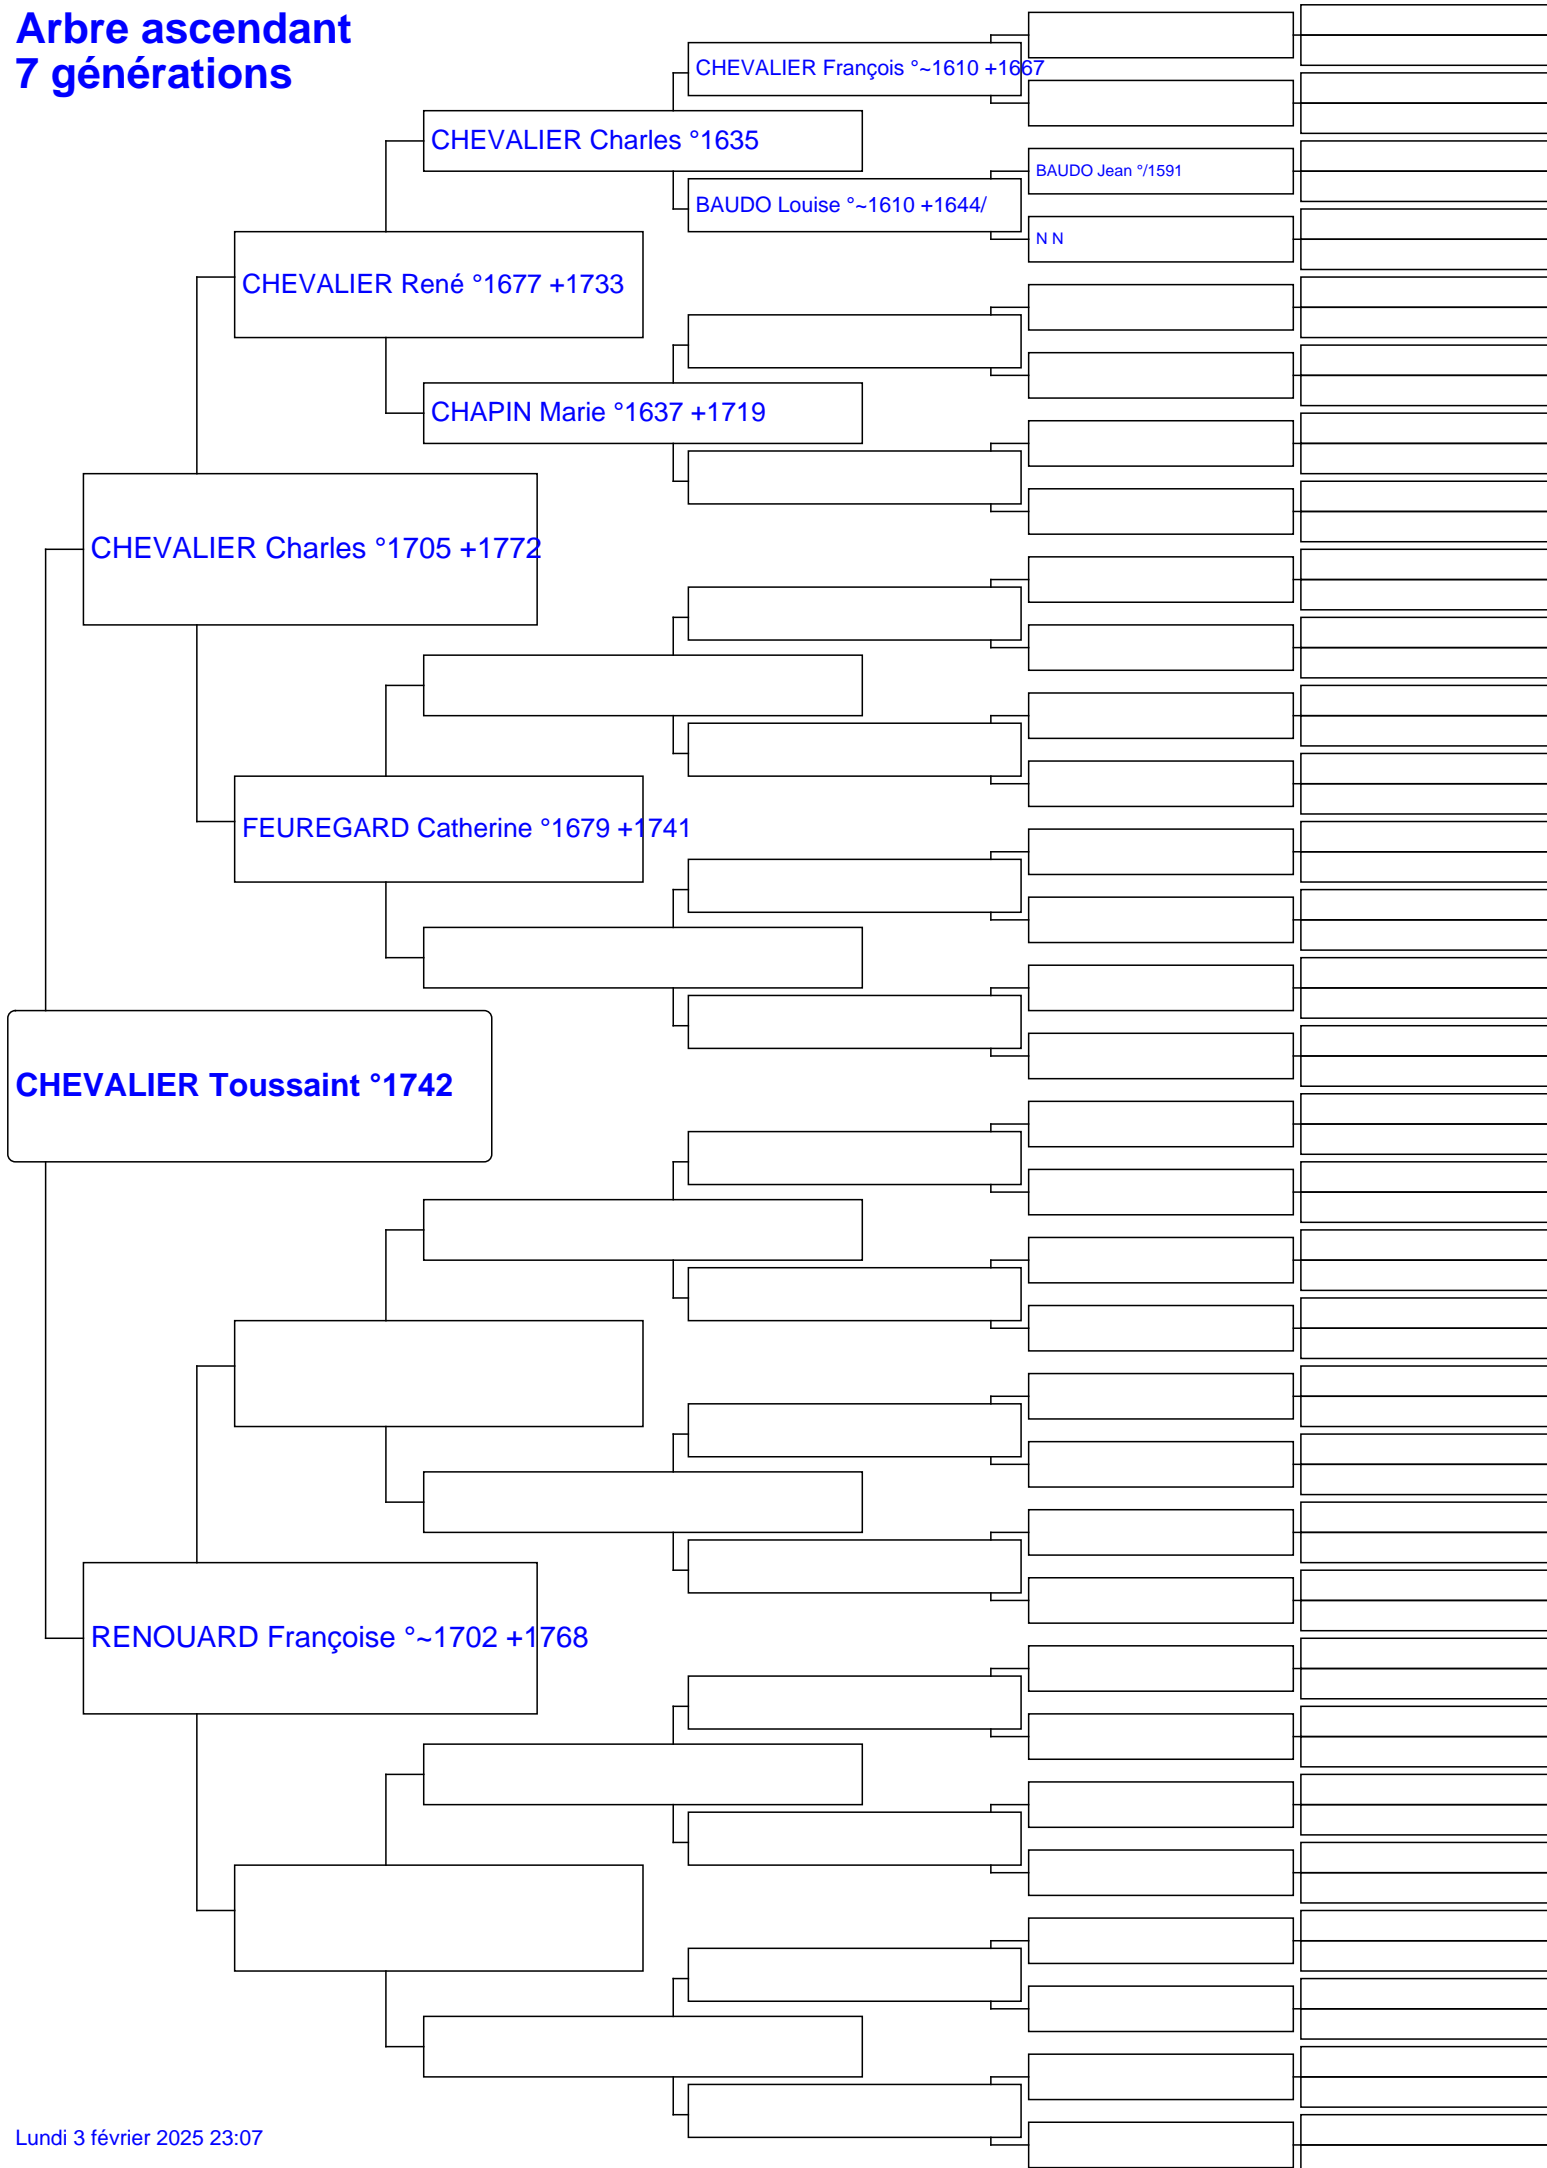 Arbre ascendant
7 générations
CHEVALIER François °~1610 +1667
CHEVALIER Charles °1635
BAUDO Jean °/1591
BAUDO Louise °~1610 +1644/
N N
CHEVALIER René °1677 +1733
CHAPIN Marie °1637 +1719
CHEVALIER Charles °1705 +1772
FEUREGARD Catherine °1679 +1741
CHEVALIER Toussaint °1742
RENOUARD Françoise °~1702 +1768
Lundi 3 février 2025 23:07